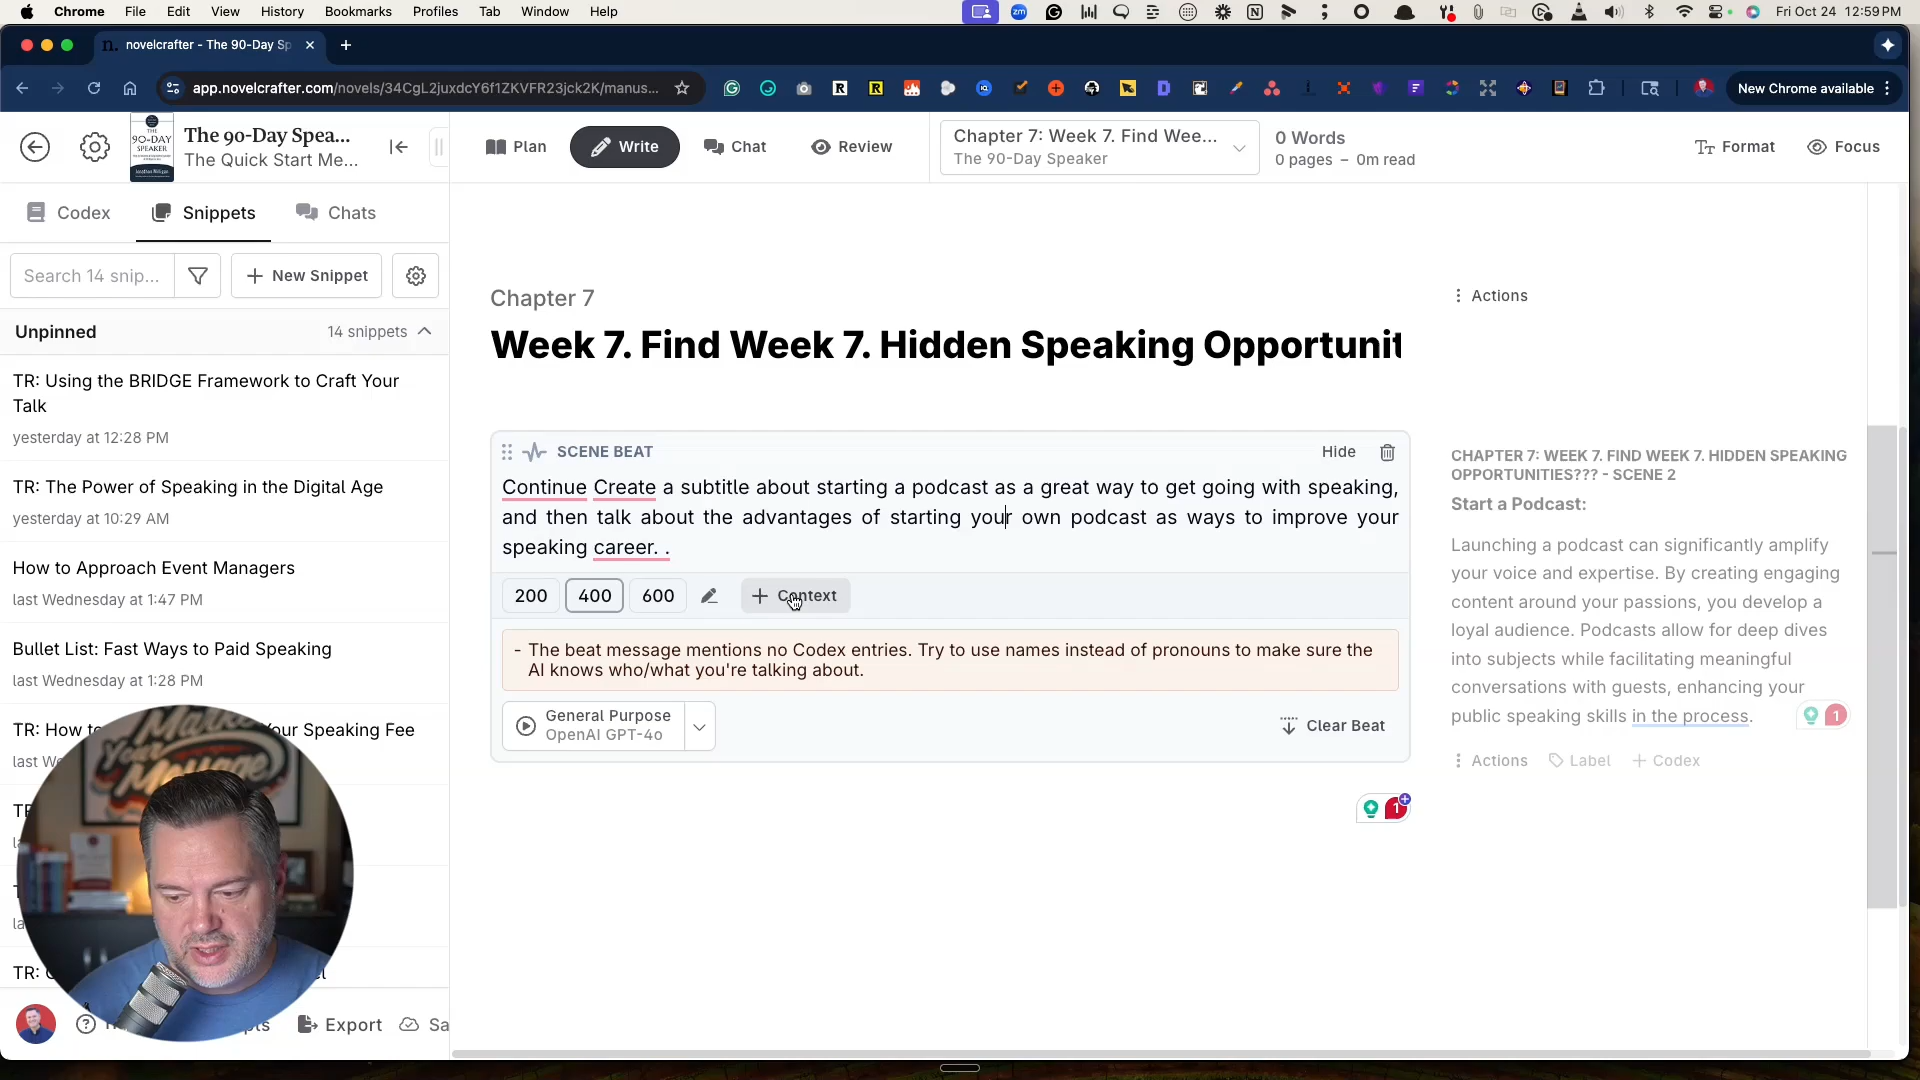 Chrome File Edit View History Bookmarks Profiles Tab Window Help
Fri Oct 24 12:59 PM
novelcrafter - The 90-Day Sp
app.novelcrafter.com/novels/34CgL2juxdcY6f1ZKVFR23jck2K/manus...
New Chrome available
The 90-Day Spea...
The Quick Start Me...
THE
90-DAY
SPEAKER
Plan
Write
Chat
Review
Chapter 7: Week 7. Find Wee...
The 90-Day Speaker
0 Words
0 pages – 0m read
Format
Focus
Codex
Snippets
Chats
Search 14 snip...
New Snippet
Unpinned
14 snippets
TR: Using the BRIDGE Framework to Craft Your
Talk
yesterday at 12:28 PM
TR: The Power of Speaking in the Digital Age
yesterday at 10:29 AM
How to Approach Event Managers
last Wednesday at 1:47 PM
Bullet List: Fast Ways to Paid Speaking
last Wednesday at 1:28 PM
TR: How to
our Speaking Fee
Export
Chapter 7
Week 7. Find Week 7. Hidden Speaking Opportunit
Actions
SCENE BEAT
Hide
Continue Create a subtitle about starting a podcast as a great way to get going with speaking,
and then talk about the advantages of starting your own podcast as ways to improve your
speaking career. .
200
400
600
Context
- The beat message mentions no Codex entries. Try to use names instead of pronouns to make sure the
AI knows who/what you're talking about.
General Purpose
OpenAI GPT-4o
Clear Beat
1
CHAPTER 7: WEEK 7. FIND WEEK 7. HIDDEN SPEAKING
OPPORTUNITIES??? - SCENE 2
Start a Podcast:
Launching a podcast can significantly amplify
your voice and expertise. By creating engaging
content around your passions, you develop a
loyal audience. Podcasts allow for deep dives
into subjects while facilitating meaningful
conversations with guests, enhancing your
public speaking skills in the process.
1
Actions
Label
Codex
Market
Your
Message